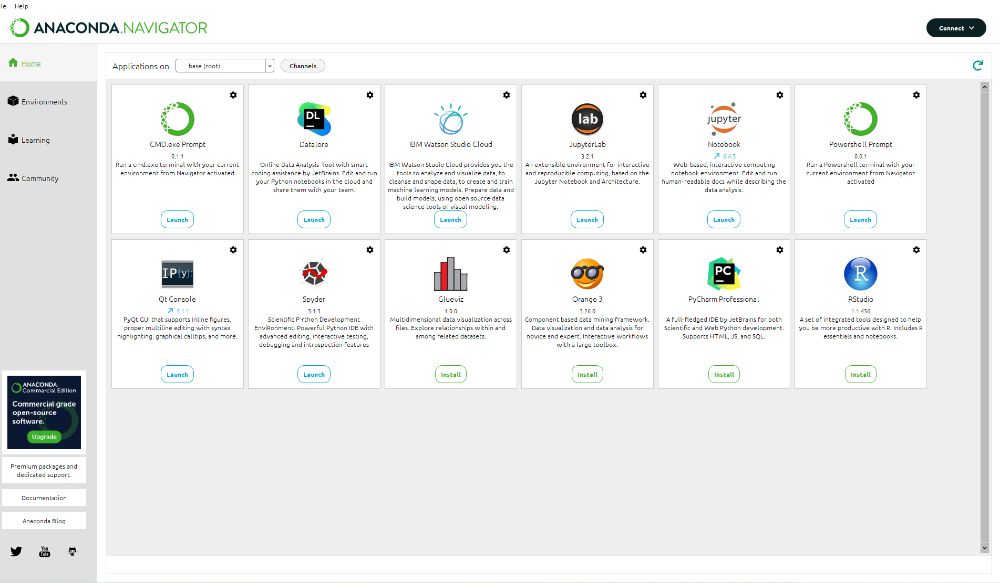 ile Help
ANACONDA.NAVIGATOR
Connect
Home
Environments
Learning
Community
ANACONDA.
Commercial Edition
Commercial grade
open-source
software.
Upgrade
Premium packages and
dedicated support.
Documentation
Anaconda Blog
You
Tube
Applications on base (root) Channels
CMD.exe Prompt
0.1.1
Run a cmd.exe terminal with your current
environment from Navigator activated
Launch
DL
Datalore
Online Data Analysis Tool with smart
coding assistance by JetBrains. Edit and run
your Python notebooks in the cloud and
share them with your team.
Launch
IBM Watson Studio Cloud
IBM Watson Studio Cloud provides you the
tools to analyze and visualize data, to
cleanse and shape data, to create and train
machine learning models. Prepare data and
build models, using open source data
science tools or visual modeling.
Launch
lab
JupyterLab
3.2.1
An extensible environment for interactive
and reproducible computing, based on the
Jupyter Notebook and Architecture.
Launch
jupyter
Notebook
6.4.5
Web-based, interactive computing
notebook environment. Edit and run
human-readable docs while describing the
data analysis.
Launch
Powershell Prompt
0.0.1
Run a Powershell terminal with your
current environment from Navigator
activated
Launch
IP[y]:
Qt Console
5.1.1
PyQt GUI that supports inline figures,
proper multiline editing with syntax
highlighting, graphical calltips, and more.
Launch
Spyder
5.1.5
Scientific PYthon Development
EnviRonment. Powerful Python IDE with
advanced editing, interactive testing,
debugging and introspection features
Launch
Glueviz
1.0.0
Multidimensional data visualization across
files. Explore relationships within and
among related datasets.
Install
Orange 3
3.26.0
Component based data mining framework.
Data visualization and data analysis for
novice and expert. Interactive workflows
with a large toolbox.
Install
PC
PyCharm Professional
A full-fledged IDE by JetBrains for both
Scientific and Web Python development.
Supports HTML, JS, and SQL.
Install
R
RStudio
1.1.456
A set of integrated tools designed to help
you be more productive with R. Includes R
essentials and notebooks.
Install